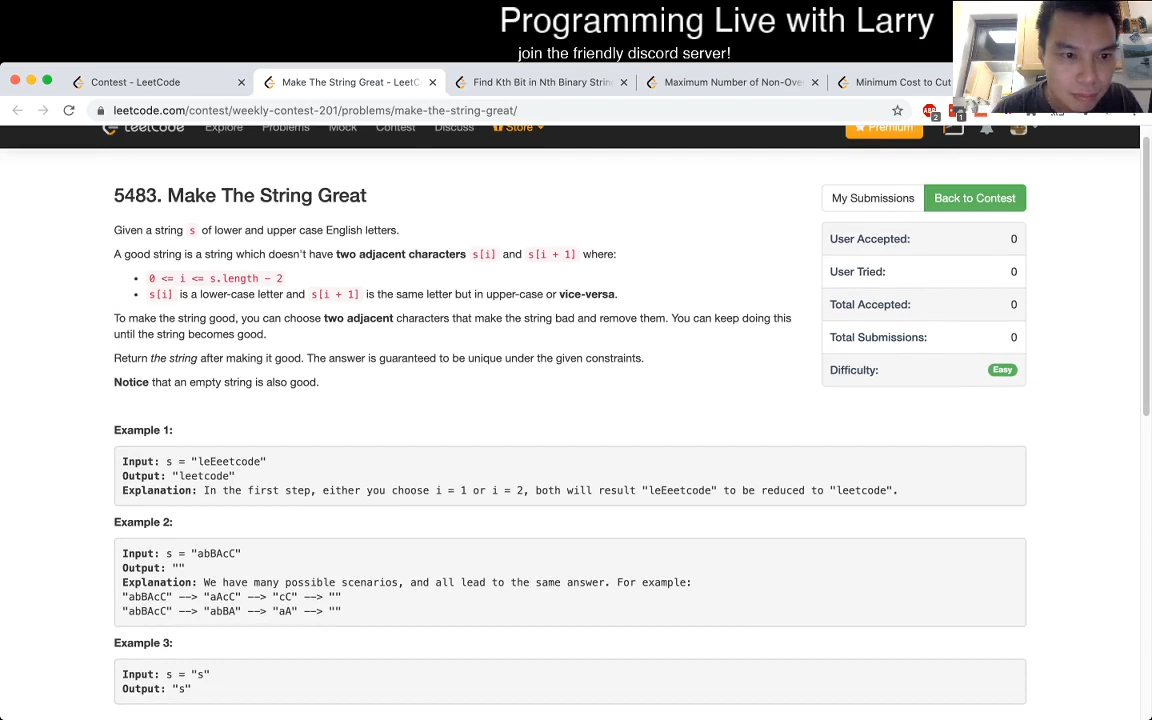 Programming Live with Larry
join the friendly discord server!
Contest - LeetCode
Make The String Great - LeetC
Find Kth Bit in Nth Binary Strin
Maximum Number of Non-Ove
Minimum Cost to Cut
leetcode.com/contest/weekly-contest-201/problems/make-the-string-great/
2
1
leetcode Explore Problems Mock Contest Discuss Store Premium
5483. Make The String Great
My Submissions
Back to Contest
Given a string s of lower and upper case English letters.
A good string is a string which doesn't have two adjacent characters s[i] and s[i + 1] where:
0 <= i <= s.length - 2
s[i] is a lower-case letter and s[i + 1] is the same letter but in upper-case or vice-versa.
To make the string good, you can choose two adjacent characters that make the string bad and remove them. You can keep doing this
until the string becomes good.
Return the string after making it good. The answer is guaranteed to be unique under the given constraints.
Notice that an empty string is also good.
User Accepted: 0
User Tried: 0
Total Accepted: 0
Total Submissions: 0
Difficulty: Easy
Example 1:
Input: s = "leEeetcode"
Output: "leetcode"
Explanation: In the first step, either you choose i = 1 or i = 2, both will result "leEeetcode" to be reduced to "leetcode".
Example 2:
Input: s = "abBAcC"
Output: ""
Explanation: We have many possible scenarios, and all lead to the same answer. For example:
"abBAcC" --> "aAcC" --> "cC" --> ""
"abBAcC" --> "abBA" --> "aA" --> ""
Example 3:
Input: s = "s"
Output: "s"